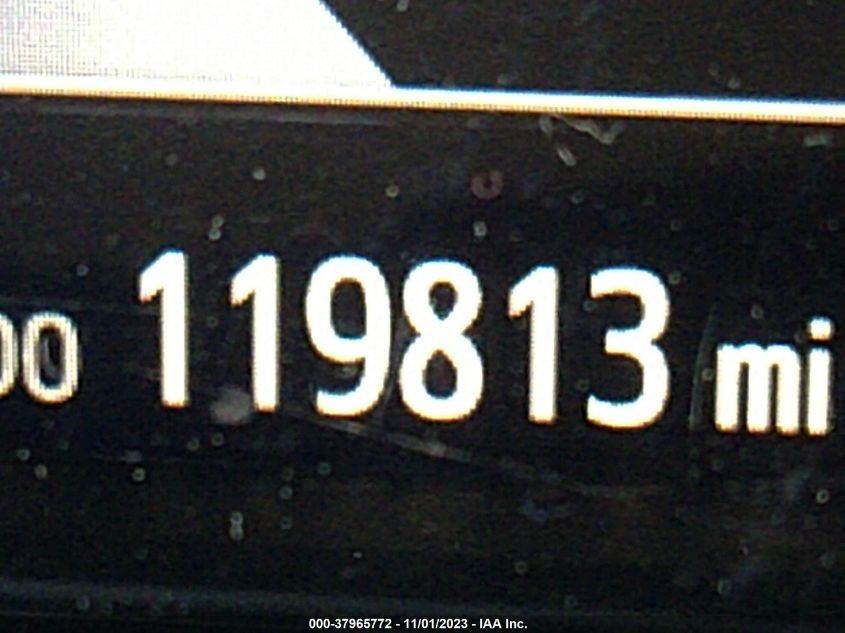 119813 mi
000-37965772 - 11/01/2023 - IAA Inc.